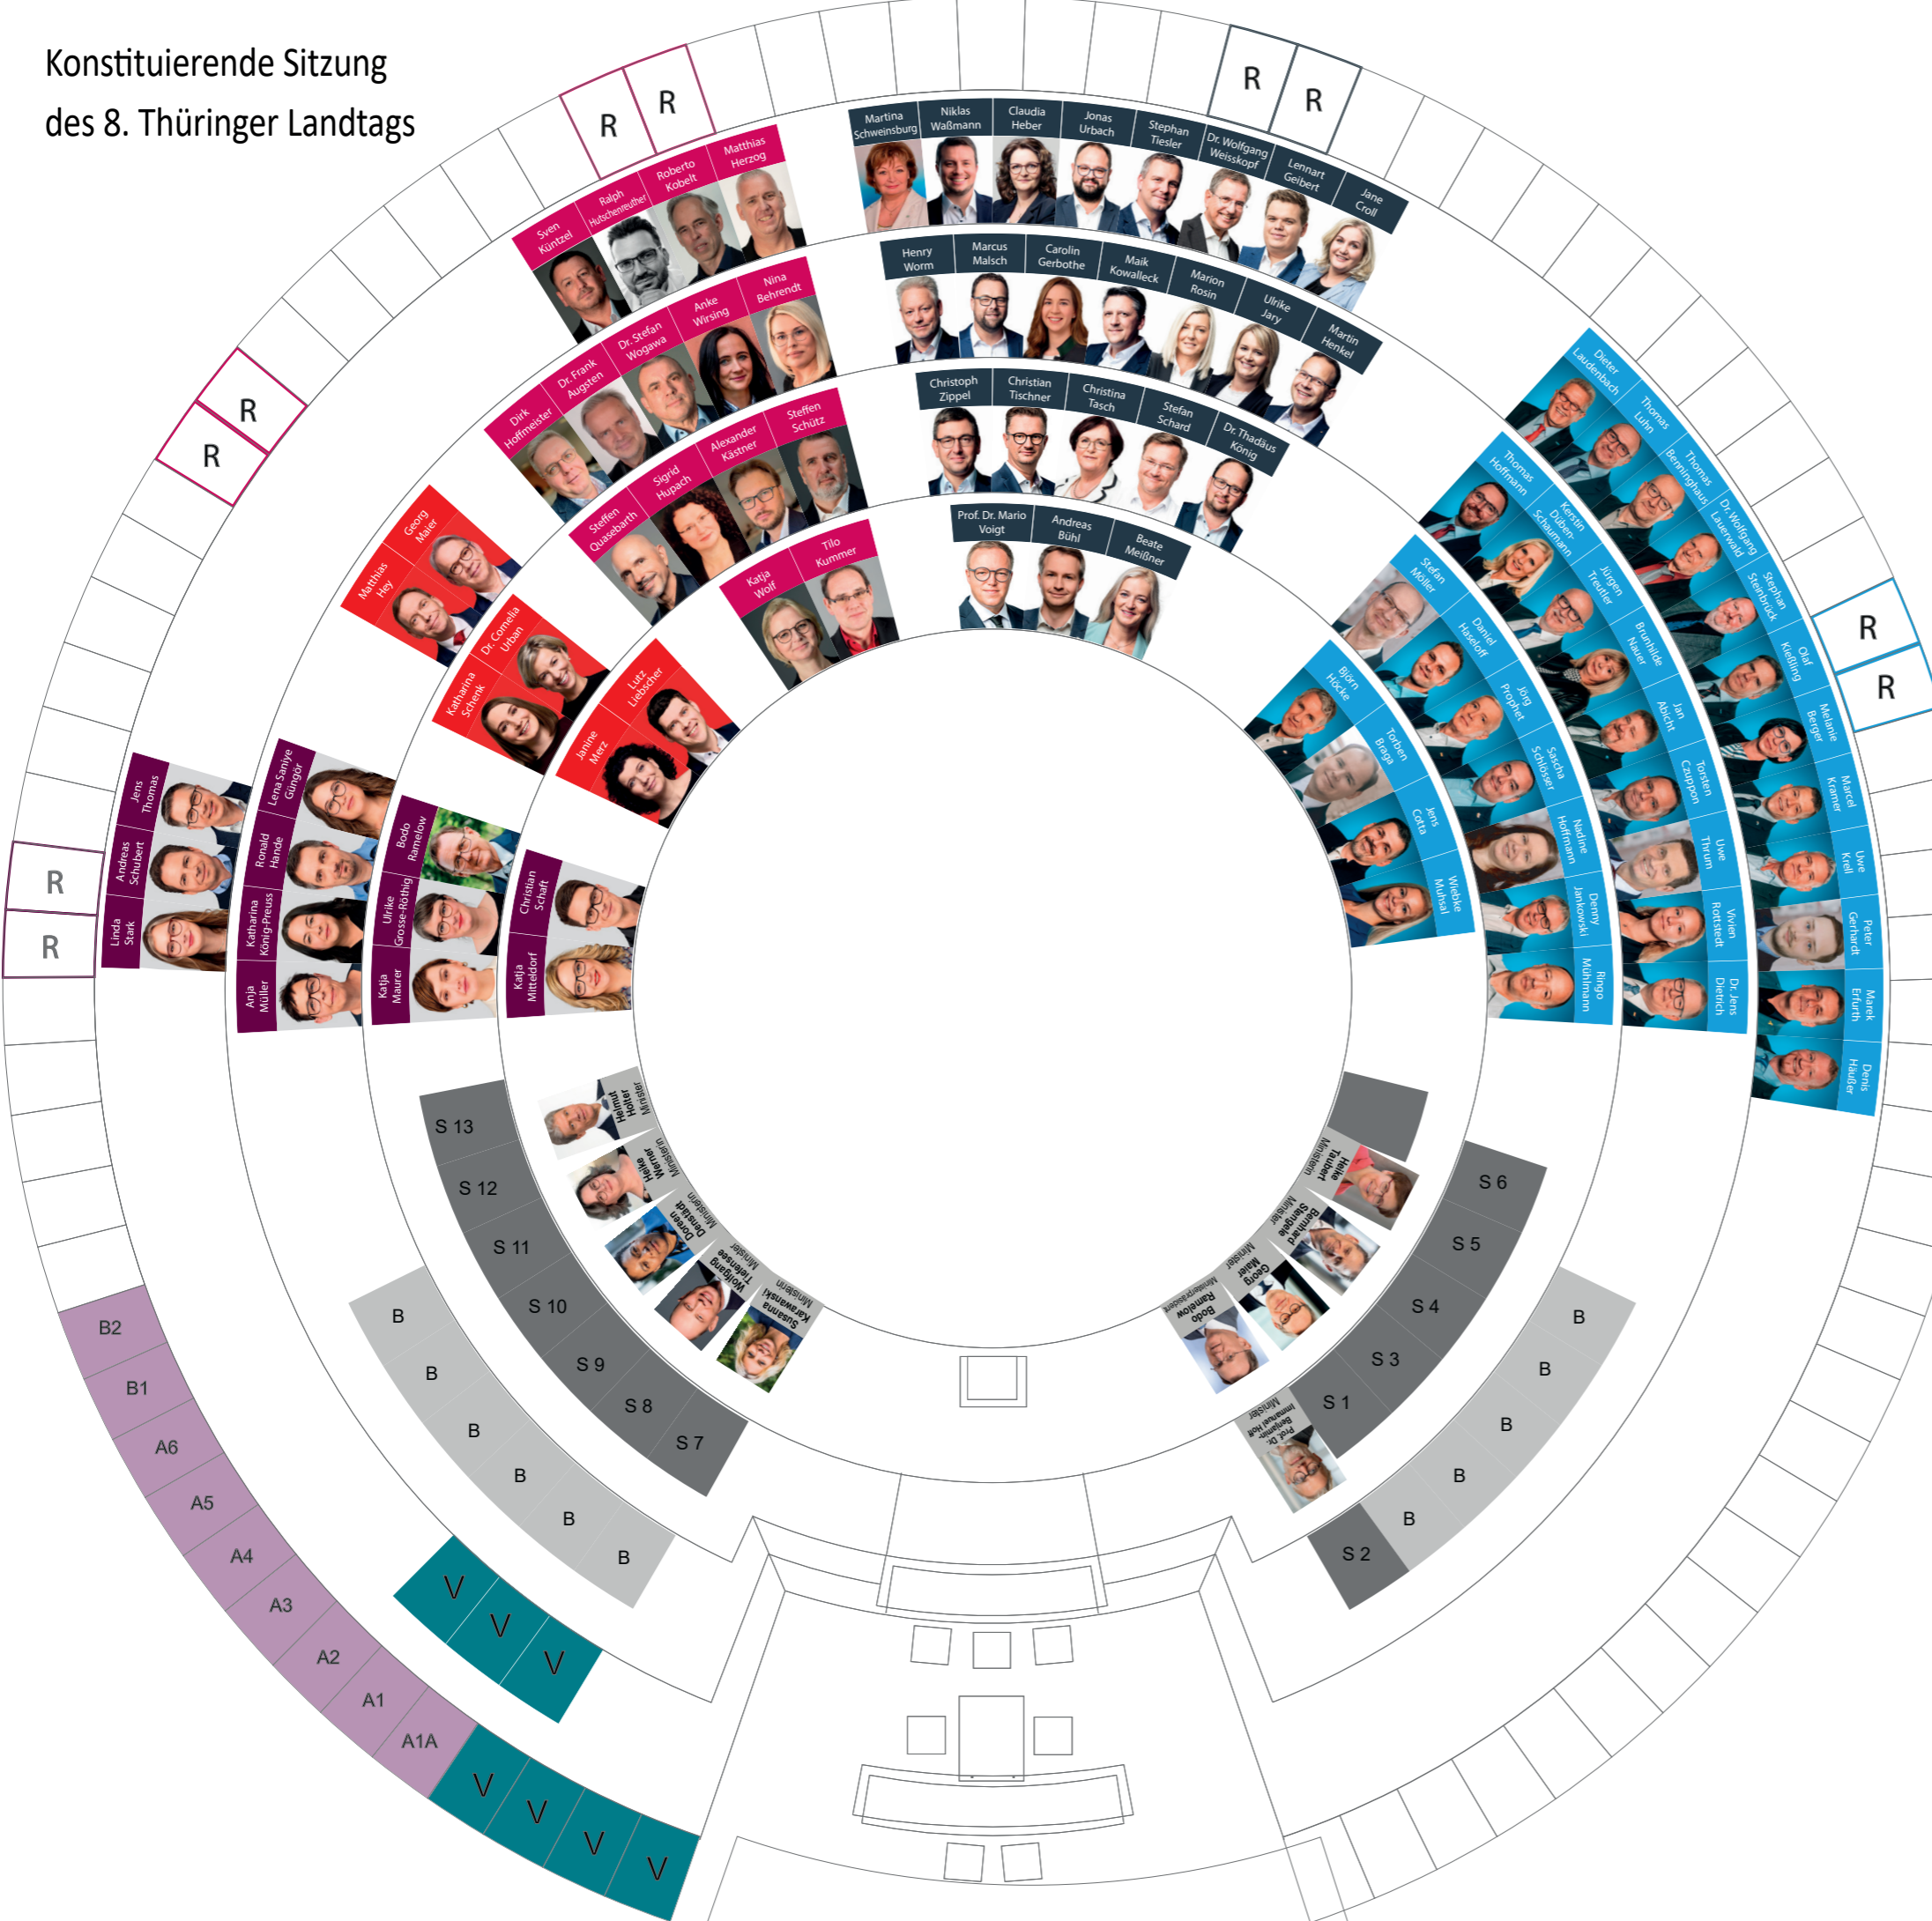 Konstituierende Sitzung
des 8. Thüringer Landtags
R
R
R
R
R
R
R
R
R
R
Sven
Küntzel
Ralph
Hutschenreuther
Roberto
Kobelt
Matthias
Herzog
Dirk
Hoffmeister
Dr. Frank
Augsten
Dr. Stefan
Wogawa
Anke
Wirsing
Nina
Behrendt
Steffen
Quasebarth
Sigrid
Hupach
Alexander
Kästner
Steffen
Schütz
Katja
Wolf
Tilo
Kummer
Martina
Schweinsburg
Niklas
Waßmann
Claudia
Heber
Jonas
Urbach
Stephan
Tiesler
Dr. Wolfgang
Weisskopf
Lennart
Geibert
Jane
Croll
Henry
Worm
Marcus
Malsch
Carolin
Gerbothe
Maik
Kowalleck
Marion
Rosin
Ulrike
Jary
Martin
Henkel
Christoph
Zippel
Christian
Tischner
Christina
Tasch
Stefan
Schard
Dr. Thadäus
König
Prof. Dr. Mario
Voigt
Andreas
Bühl
Beate
Meißner
Dieter
Laudenbach
Thomas
Luhn
Thomas
Benninghaus
Dr. Wolfgang
Lauerwald
Stephan
Steinbrück
Olaf
Kießling
Melanie
Berger
Marcel
Kramer
Uwe
Krell
Peter
Gerhardt
Marek
Erfurth
Denis
Häußer
Thomas
Hoffmann
Kerstin
Düben-
Schaumann
Jürgen
Treutler
Brunhilde
Nauer
Jan
Abicht
Torsten
Czuppon
Uwe
Thrum
Vivien
Rottstedt
Dr. Jens
Dietrich
Stefan
Möller
Daniel
Haseloff
Jörg
Prophet
Sascha
Schlösser
Nadine
Hoffmann
Denny
Jankowski
Ringo
Mühlmann
Björn
Höcke
Torben
Braga
Jens
Cotta
Wiebke
Muhsal
Georg
Maier
Matthias
Hey
Dr. Cornelia
Urban
Katharina
Schenk
Lutz
Liebscher
Janine
Merz
Jens
Thomas
Andreas
Schubert
Linda
Stark
Lena Saniye
Güngör
Ronald
Hande
Katharina
König-Preuss
Anja
Müller
Bodo
Ramelow
Ulrike
Grosse-Röthig
Katja
Maurer
Christian
Schaft
Katja
Mitteldorf
Helmut
Holter
Minister
Heike
Werner
Ministerin
Doreen
Denstädt
Ministerin
Wolfgang
Tiefensee
Minister
Susanna
Karawanskij
Ministerin
Heike
Taubert
Ministerin
Bernhard
Stengele
Minister
Georg
Maier
Minister
Bodo
Ramelow
Ministerpräsident
Prof. Dr.
Benjamin-
Immanuel Hoff
Minister
S 13
S 12
S 11
S 10
S 9
S 8
S 7
S 6
S 5
S 4
S 3
S 1
S 2
B
B
B
B
B
B
B
B
B
B
B
B2
B1
A6
A5
A4
A3
A2
A1
A1A
V
V
V
V
V
V
V